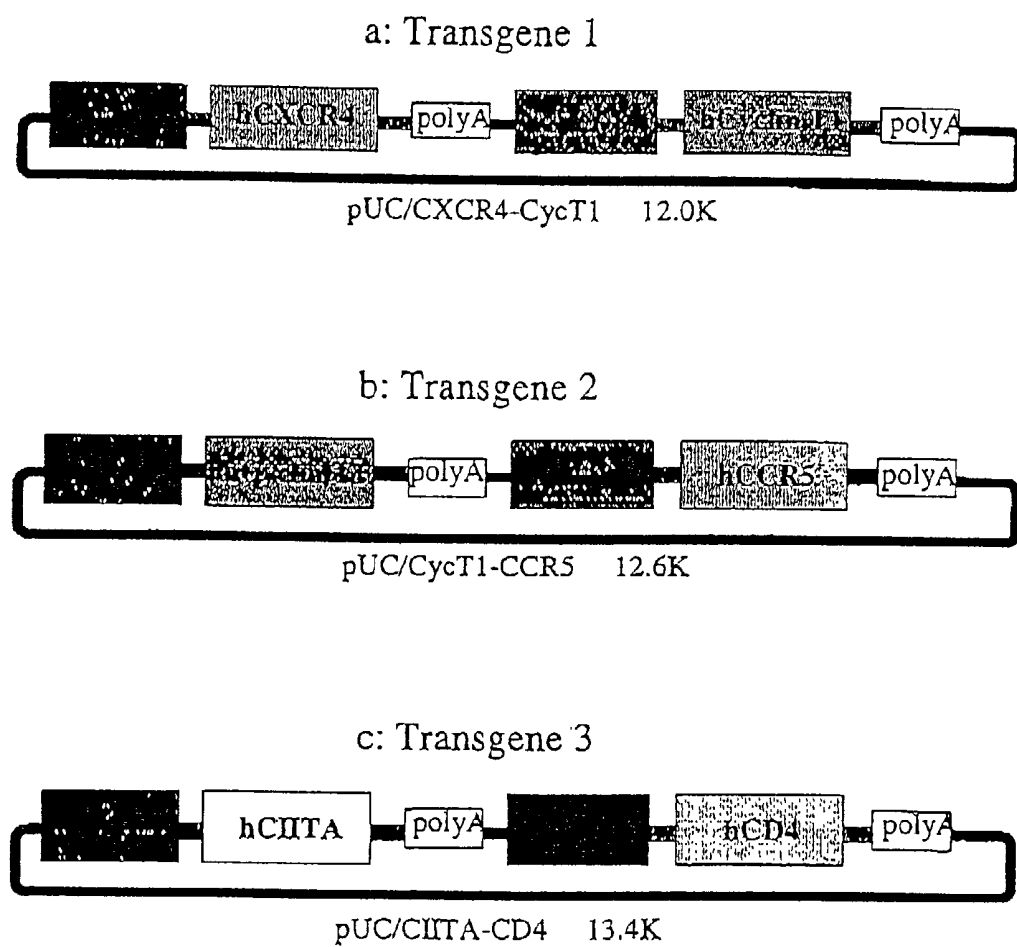 a: Transgene 1
hCXCR4
polyA
hCyclinT1
polyA
pUC/CXCR4-CycT1 12.0K
b: Transgene 2
polyA
hCCR5
polyA
pUC/CycT1-CCR5 12.6K
c: Transgene 3
hCIITA
polyA
hCD4
polyA
pUC/CIITA-CD4 13.4K